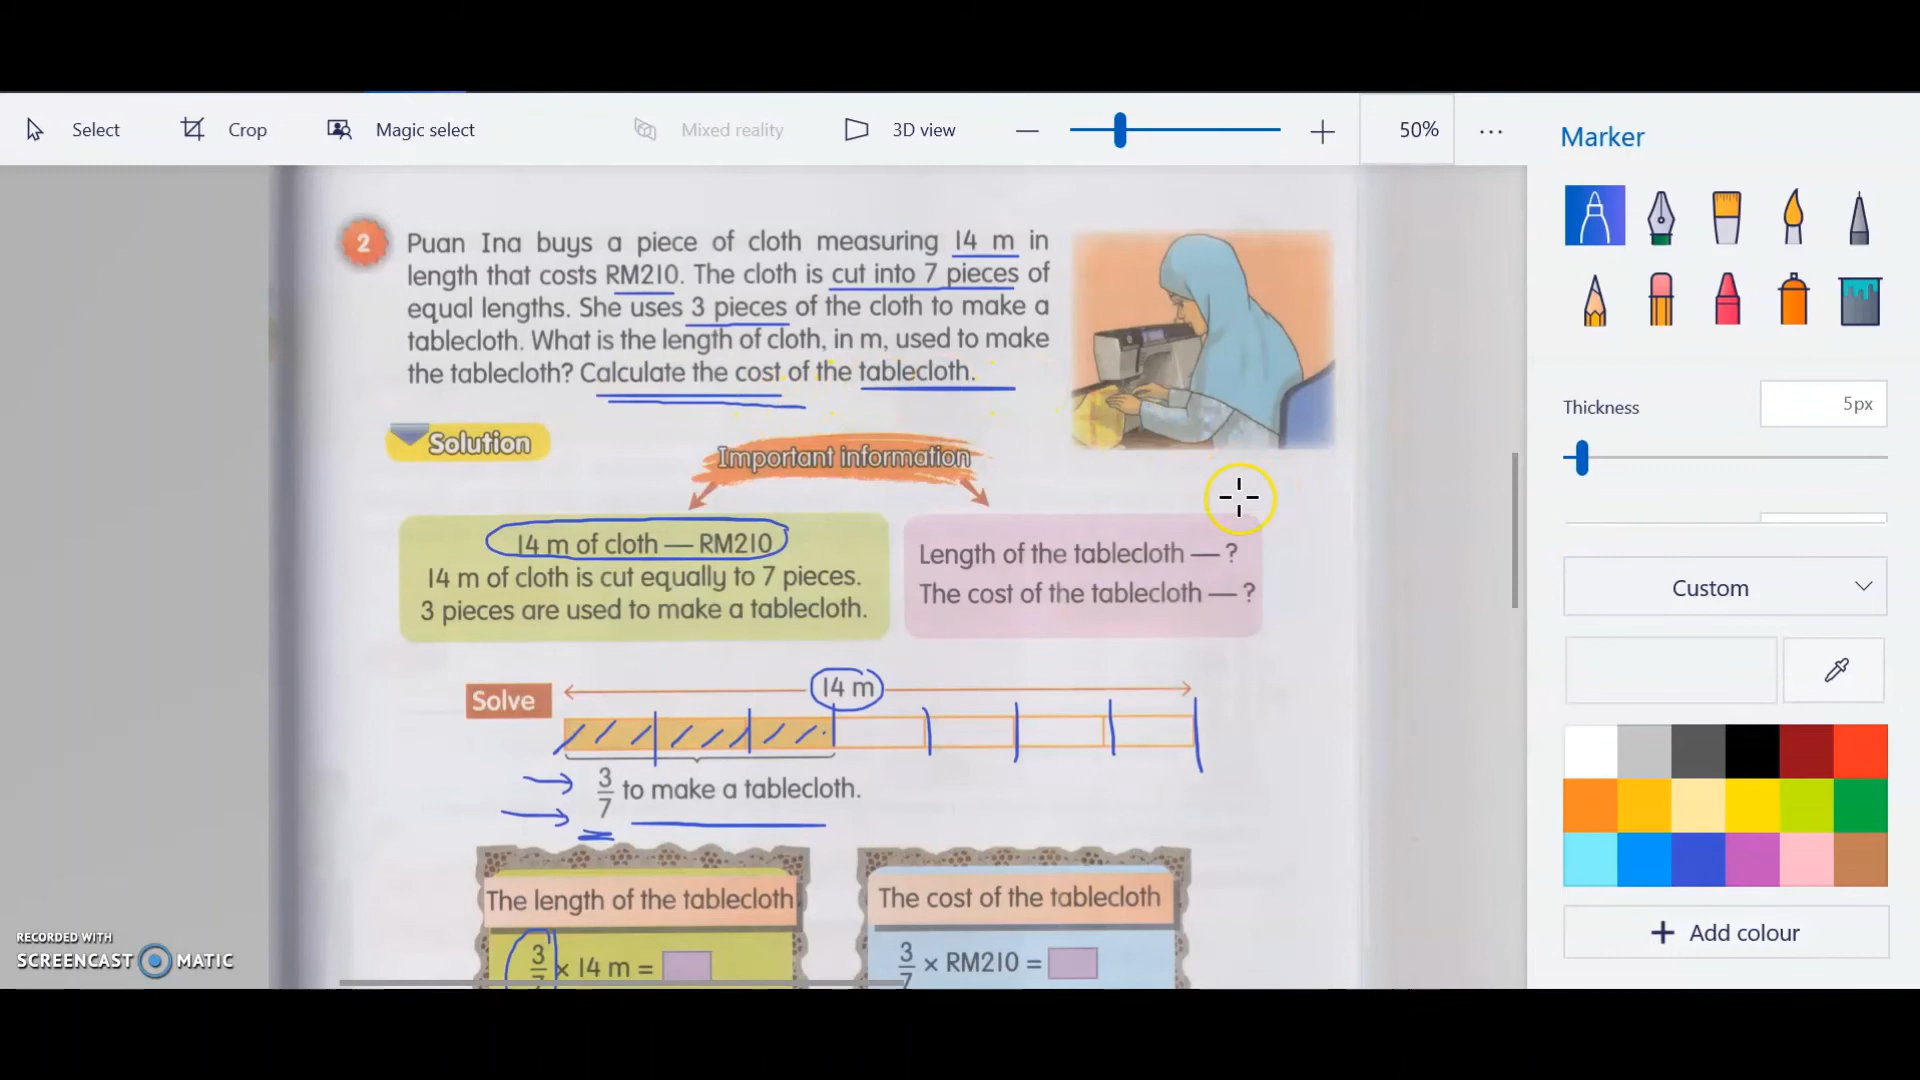 Select
Crop
Magic select
Mixed reality
3D view
50%
Marker
Thickness
5px
Custom
Add colour
2
Puan Ina buys a piece of cloth measuring 14 m in
length that costs RM210. The cloth is cut into 7 pieces of
equal lengths. She uses 3 pieces of the cloth to make a
tablecloth. What is the length of cloth, in m, used to make
the tablecloth? Calculate the cost of the tablecloth.
Solution
Important information
14 m of cloth — RM210
14 m of cloth is cut equally to 7 pieces.
3 pieces are used to make a tablecloth.
Length of the tablecloth — ?
The cost of the tablecloth — ?
Solve
14 m
3/7 to make a tablecloth.
The length of the tablecloth
3/7 × 14 m =
The cost of the tablecloth
3/7 × RM210 =
RECORDED WITH
SCREENCAST MATIC